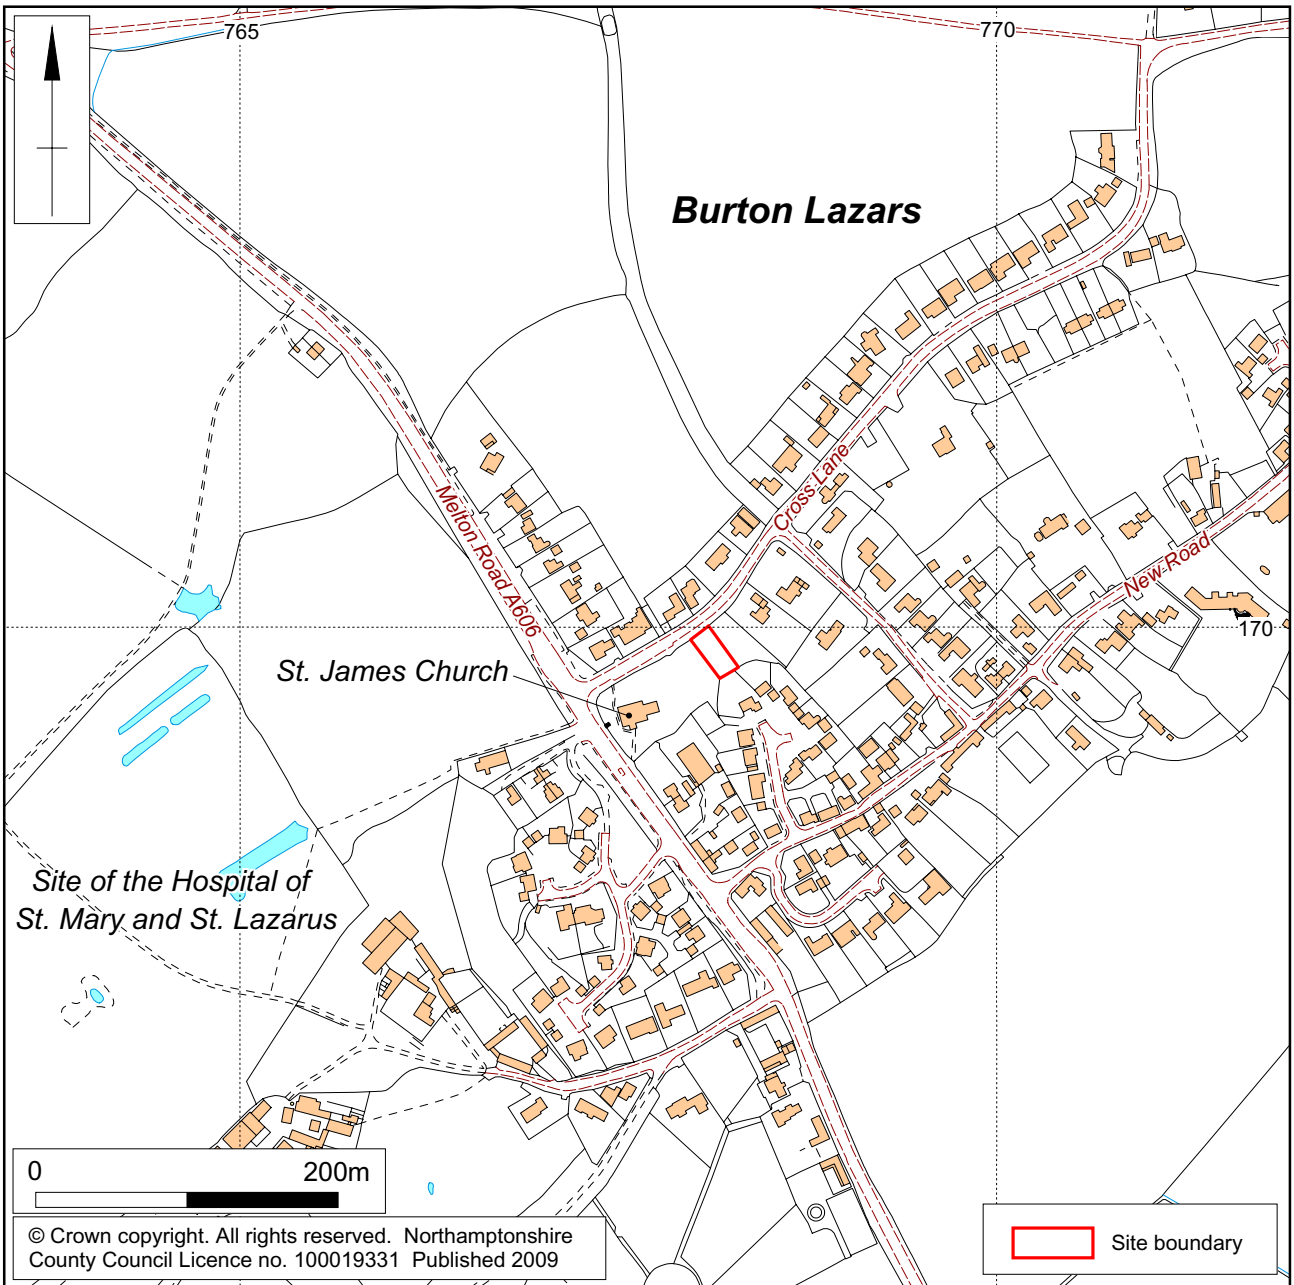 765
770
Burton Lazars
Cross Lane
Melton Road A606
New Road
170
St. James Church
Site of the Hospital of
St. Mary and St. Lazarus
0 200m
© Crown copyright. All rights reserved. Northamptonshire
County Council Licence no. 100019331 Published 2009
Site boundary